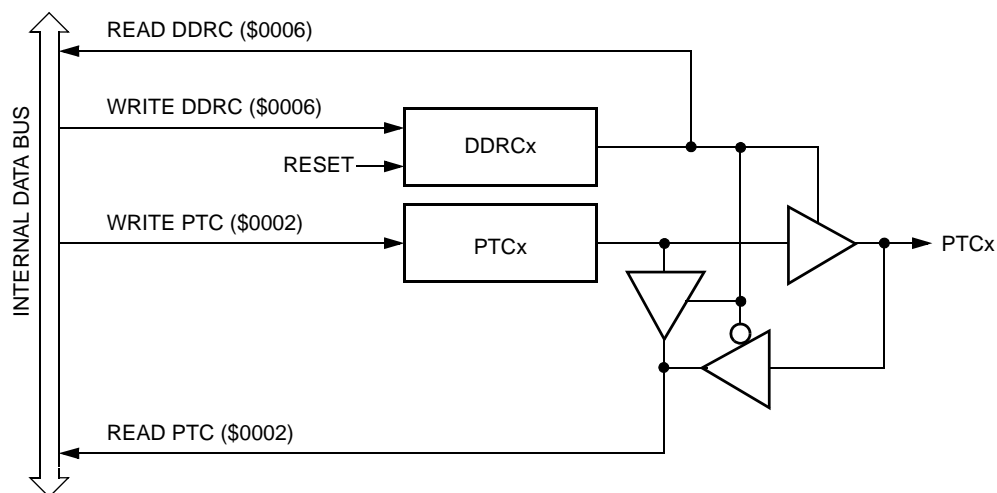 READ DDRC ($0006)
WRITE DDRC ($0006)
DDRCx
RESET
INTERNAL DATA BUS
WRITE PTC ($0002)
PTCx
PTCx
READ PTC ($0002)